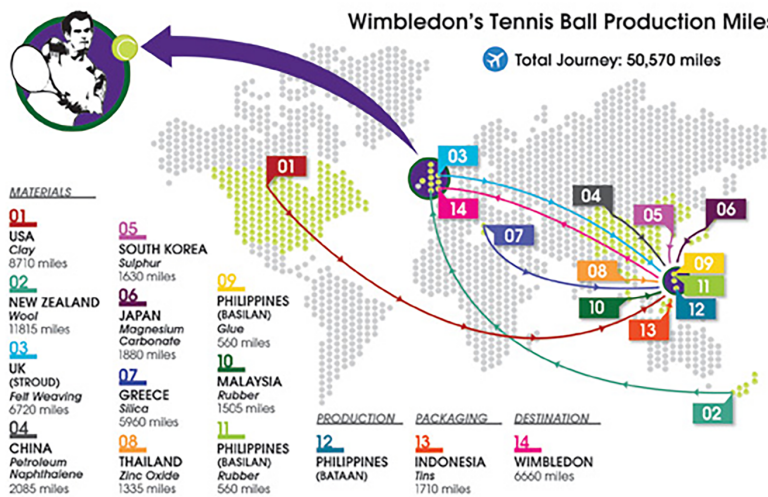 Wimbledon's Tennis Ball Production Miles
Total Journey: 50,570 miles
01
03
14
04
05
06
07
08
09
11
10
12
13
02
MATERIALS
01
USA
Clay
8710 miles
02
NEW ZEALAND
Wool
11815 miles
03
UK
(STROUD)
Felt Weaving
6720 miles
04
CHINA
Petroleum
Naphthalene
2085 miles
05
SOUTH KOREA
Sulphur
1630 miles
06
JAPAN
Magnesium
Carbonate
1880 miles
07
GREECE
Silica
5960 miles
08
THAILAND
Zinc Oxide
1335 miles
09
PHILIPPINES
(BASILAN)
Glue
560 miles
10
MALAYSIA
Rubber
1505 miles
11
PHILIPPINES
(BASILAN)
Rubber
560 miles
PRODUCTION
12
PHILIPPINES
(BATAAN)
PACKAGING
13
INDONESIA
Tins
1710 miles
DESTINATION
14
WIMBLEDON
6660 miles